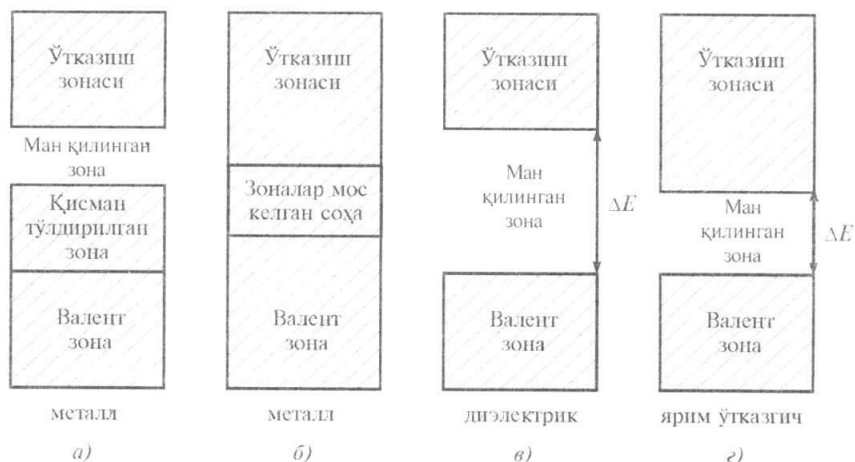 Ўтказиш
зонаси
Ман қилинган
зона
Қисман
тўлдирилган
зона
Валент
зона
металл
а)
Ўтказиш
зонаси
Зоналар мос
келган соҳа
Валент
зона
металл
б)
Ўтказиш
зонаси
Ман
қилинган
зона
ΔE
Валент
зона
диэлектрик
в)
Ўтказиш
зонаси
Ман
қилинган
зона
ΔE
Валент
зона
ярим ўтказгич
г)